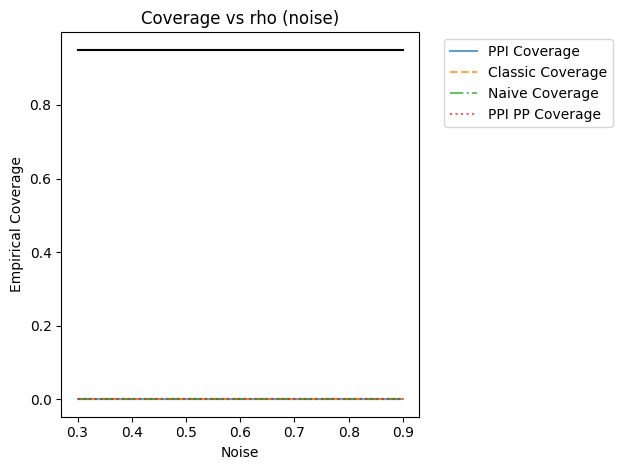 Coverage vs rho (noise)
PPI Coverage
Classic Coverage
Naive Coverage
PPI PP Coverage
Empirical Coverage
0.8
0.6
0.4
0.2
0.0
0.3 0.4 0.5 0.6 0.7 0.8 0.9
Noise